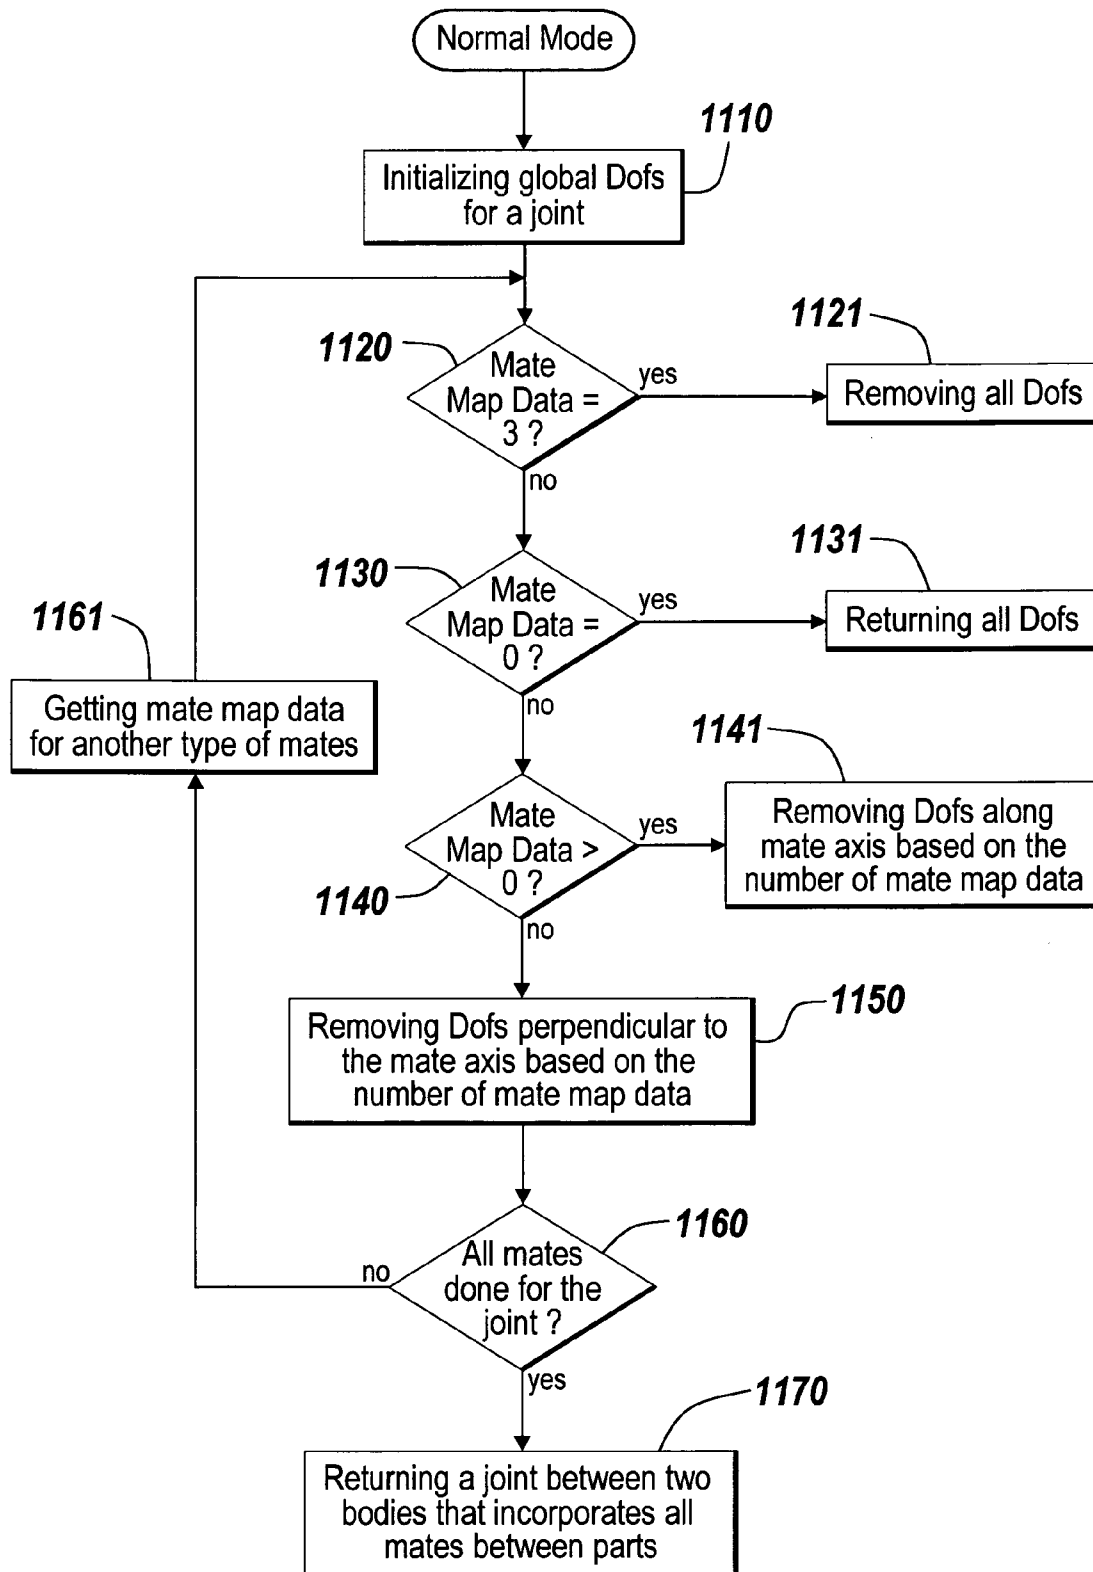 Normal Mode
1110
Initializing global Dofs
for a joint
1120
Mate
Map Data =
3 ?
yes
1121
Removing all Dofs
no
1130
Mate
Map Data =
0 ?
yes
1131
Returning all Dofs
no
1161
Getting mate map data
for another type of mates
1140
Mate
Map Data >
0 ?
yes
1141
Removing Dofs along
mate axis based on the
number of mate map data
no
1150
Removing Dofs perpendicular to
the mate axis based on the
number of mate map data
1160
All mates
done for the
joint ?
no
yes
1170
Returning a joint between two
bodies that incorporates all
mates between parts